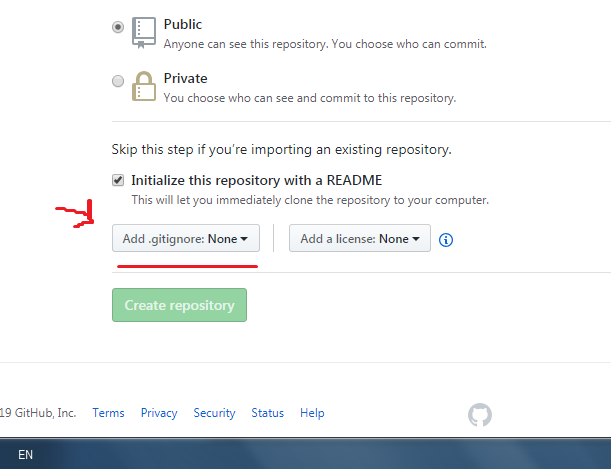 Public
Anyone can see this repository. You choose who can commit.
Private
You choose who can see and commit to this repository.
Skip this step if you're importing an existing repository.
Initialize this repository with a README
This will let you immediately clone the repository to your computer.
Add .gitignore: None Add a license: None
Create repository
19 GitHub, Inc. Terms Privacy Security Status Help
EN